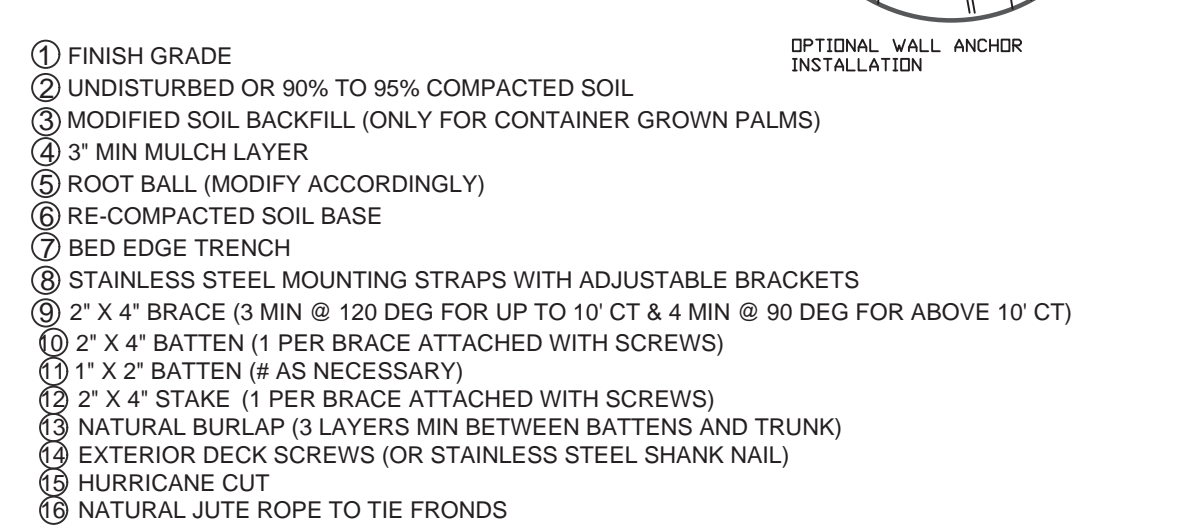 OPTIONAL WALL ANCHOR
INSTALLATION
1 FINISH GRADE
2 UNDISTURBED OR 90% TO 95% COMPACTED SOIL
3 MODIFIED SOIL BACKFILL (ONLY FOR CONTAINER GROWN PALMS)
4 3" MIN MULCH LAYER
5 ROOT BALL (MODIFY ACCORDINGLY)
6 RE-COMPACTED SOIL BASE
7 BED EDGE TRENCH
8 STAINLESS STEEL MOUNTING STRAPS WITH ADJUSTABLE BRACKETS
9 2" X 4" BRACE (3 MIN @ 120 DEG FOR UP TO 10' CT & 4 MIN @ 90 DEG FOR ABOVE 10' CT)
10 2" X 4" BATTEN (1 PER BRACE ATTACHED WITH SCREWS)
11 1" X 2" BATTEN (# AS NECESSARY)
12 2" X 4" STAKE (1 PER BRACE ATTACHED WITH SCREWS)
13 NATURAL BURLAP (3 LAYERS MIN BETWEEN BATTENS AND TRUNK)
14 EXTERIOR DECK SCREWS (OR STAINLESS STEEL SHANK NAIL)
15 HURRICANE CUT
16 NATURAL JUTE ROPE TO TIE FRONDS